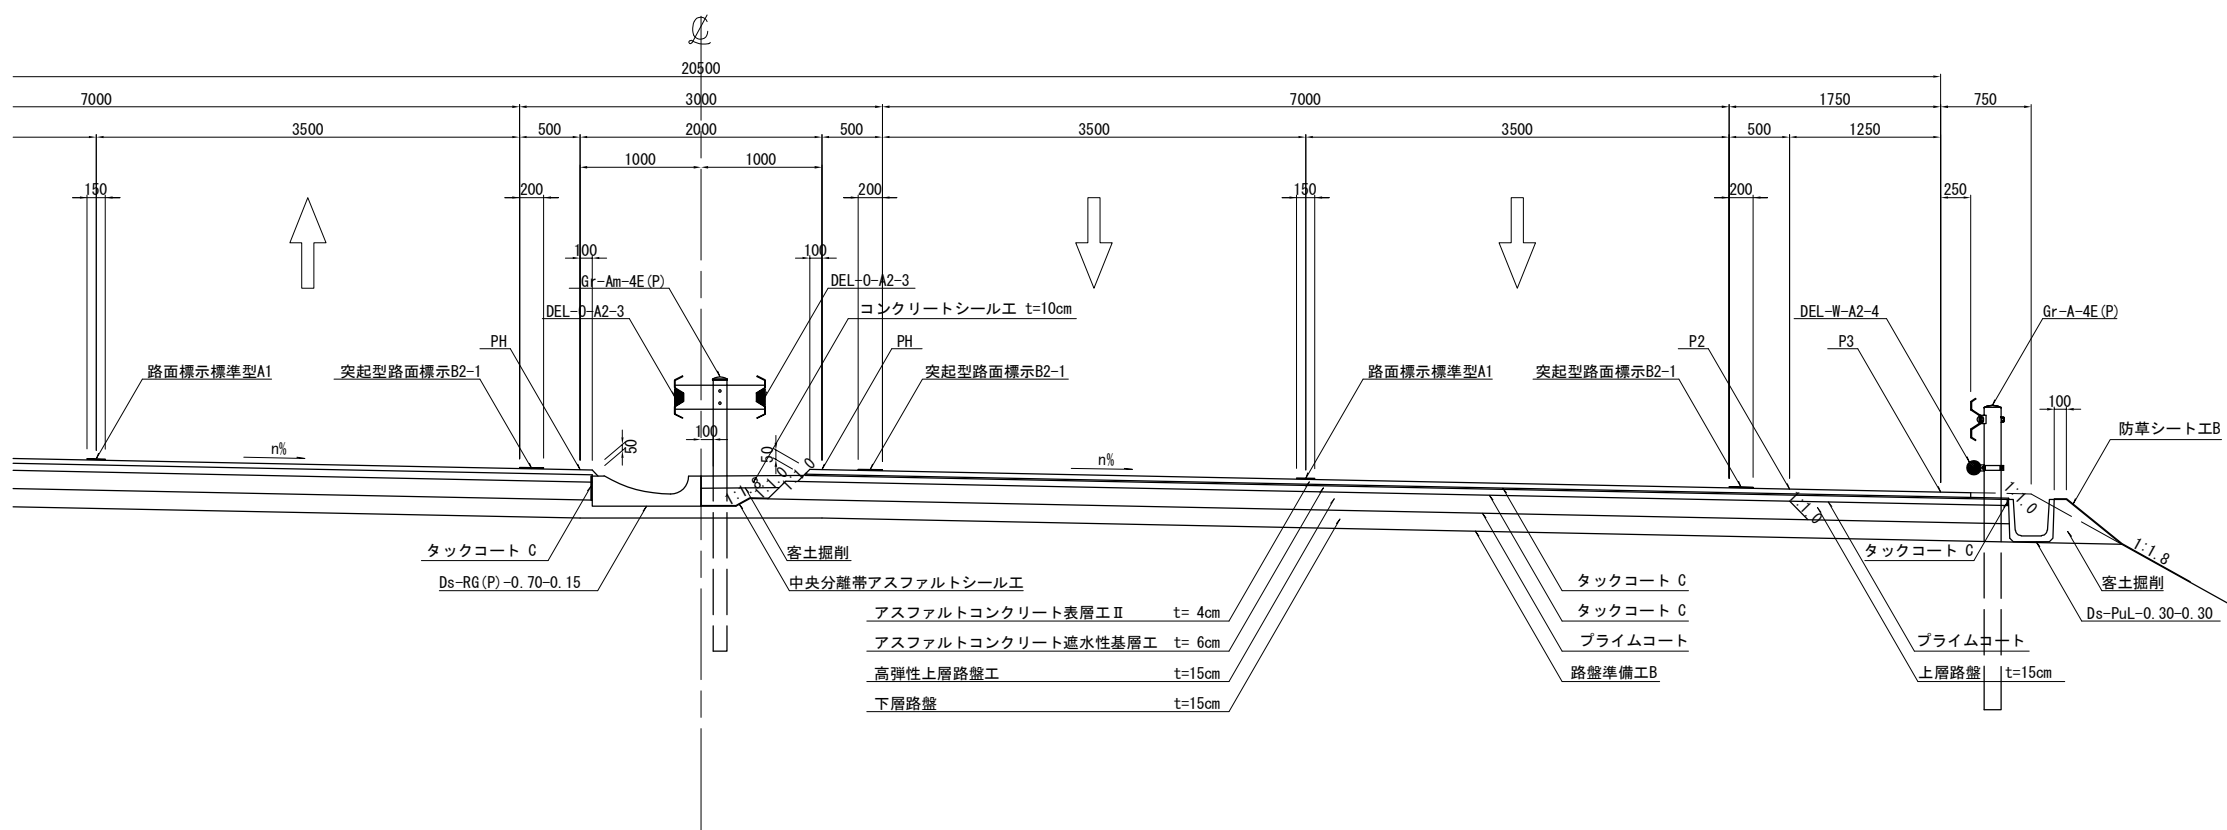 ℄
20500
7000 3000 7000 1750 750
3500 500 2000 500 3500 3500 500 1250
1000 1000
150 200 200 150 200 250
100 100
Gr-Am-4E(P) DEL-O-A2-3
DEL-O-A2-3 コンクリートシール工 t=10cm DEL-W-A2-4 Gr-A-4E(P)
PH PH P2 P3
路面標示標準型A1 突起型路面標示B2-1 突起型路面標示B2-1 路面標示標準型A1 突起型路面標示B2-1
100
防草シート工B
n% 50 100 50 n%
1:1.0 1:1.0 1:1.0
1:1.8
タックコート C 客土掘削 タックコート C
Ds-RG(P)-0.70-0.15 中央分離帯アスファルトシール工 タックコート C 客土掘削
アスファルトコンクリート表層工Ⅱ t= 4cm タックコート C Ds-PuL-0.30-0.30
アスファルトコンクリート遮水性基層工 t= 6cm プライムコート プライムコート
高弾性上層路盤工 t=15cm 路盤準備工B 上層路盤 t=15cm
下層路盤 t=15cm